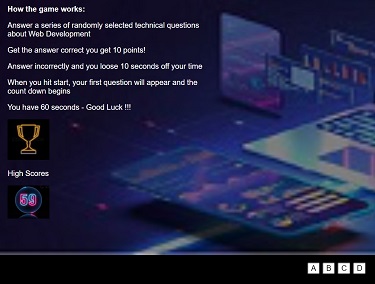 How the game works:
Answer a series of randomly selected technical questions
about Web Development
Get the answer correct you get 10 points!
Answer incorrectly and you loose 10 seconds off your time
When you hit start, your first question will appear and the
count down begins
You have 60 seconds - Good Luck !!!
High Scores
59
A B C D